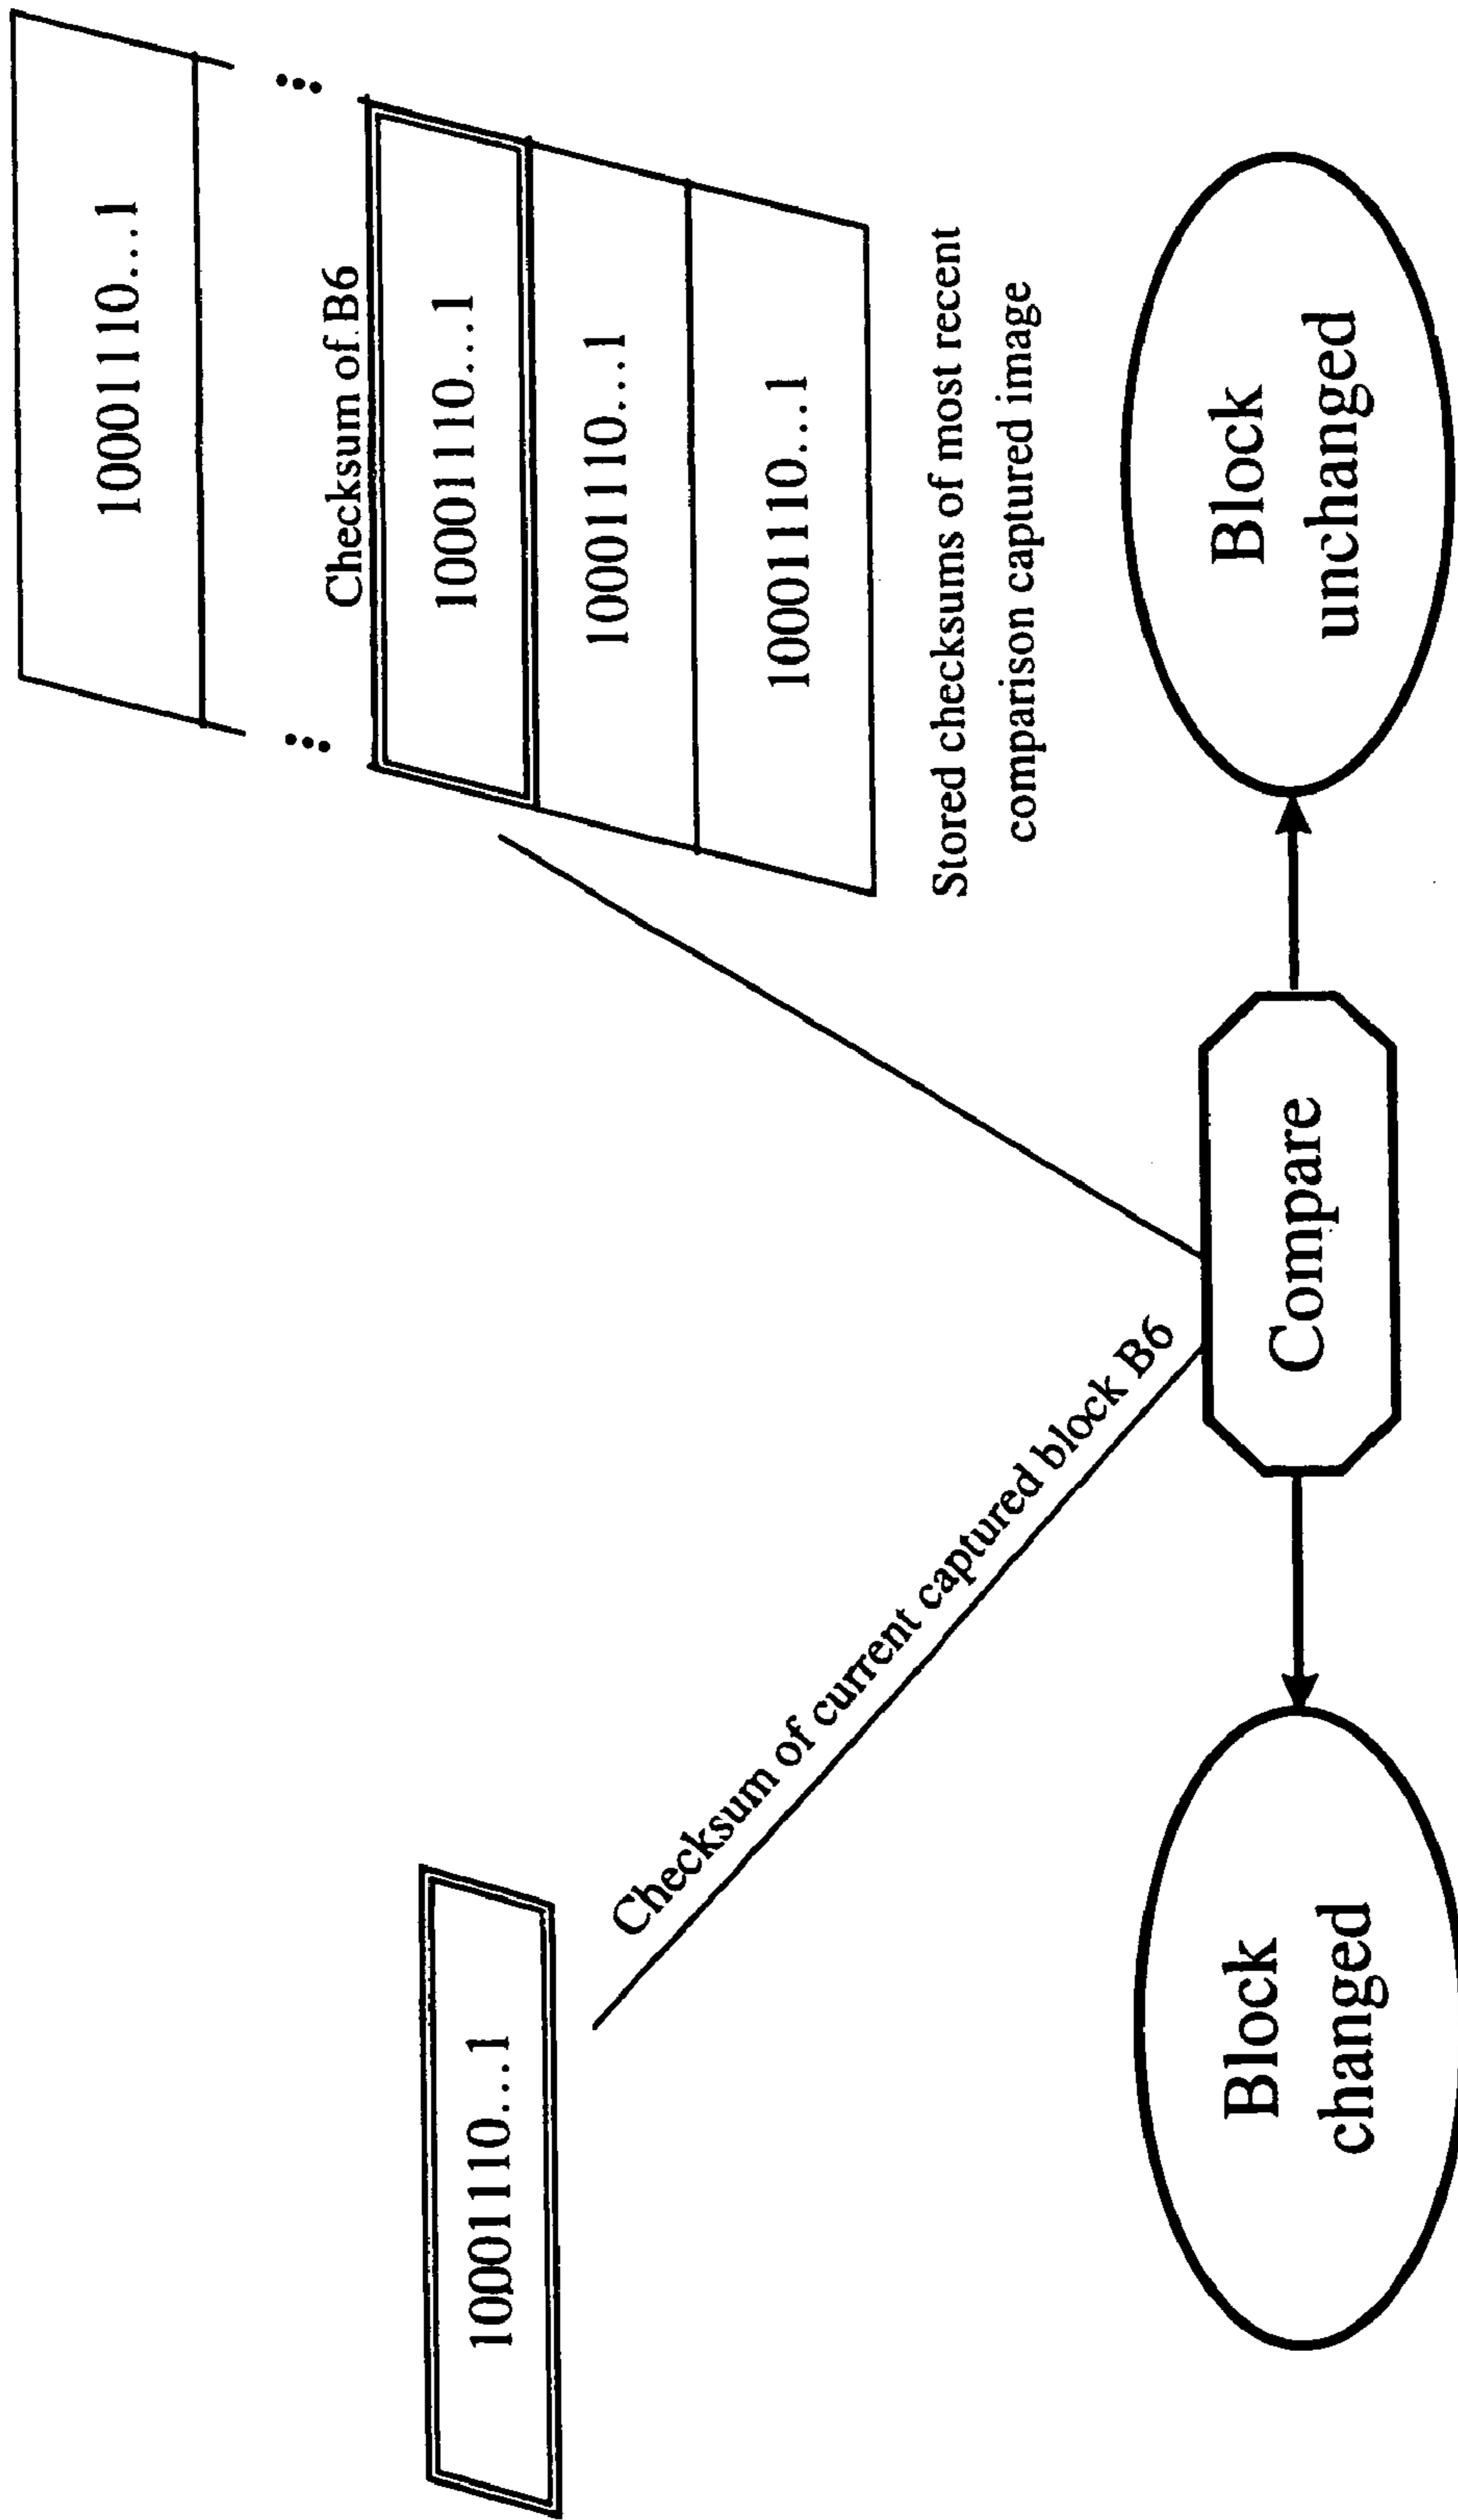 10001110...1
Checksum of B6
10001110...1
10001110...1
10001110...1
Stored checksums of most recent
comparison captured image
10001110...1
Checksum of current captured block B6
Compare
Block
unchanged
Block
changed